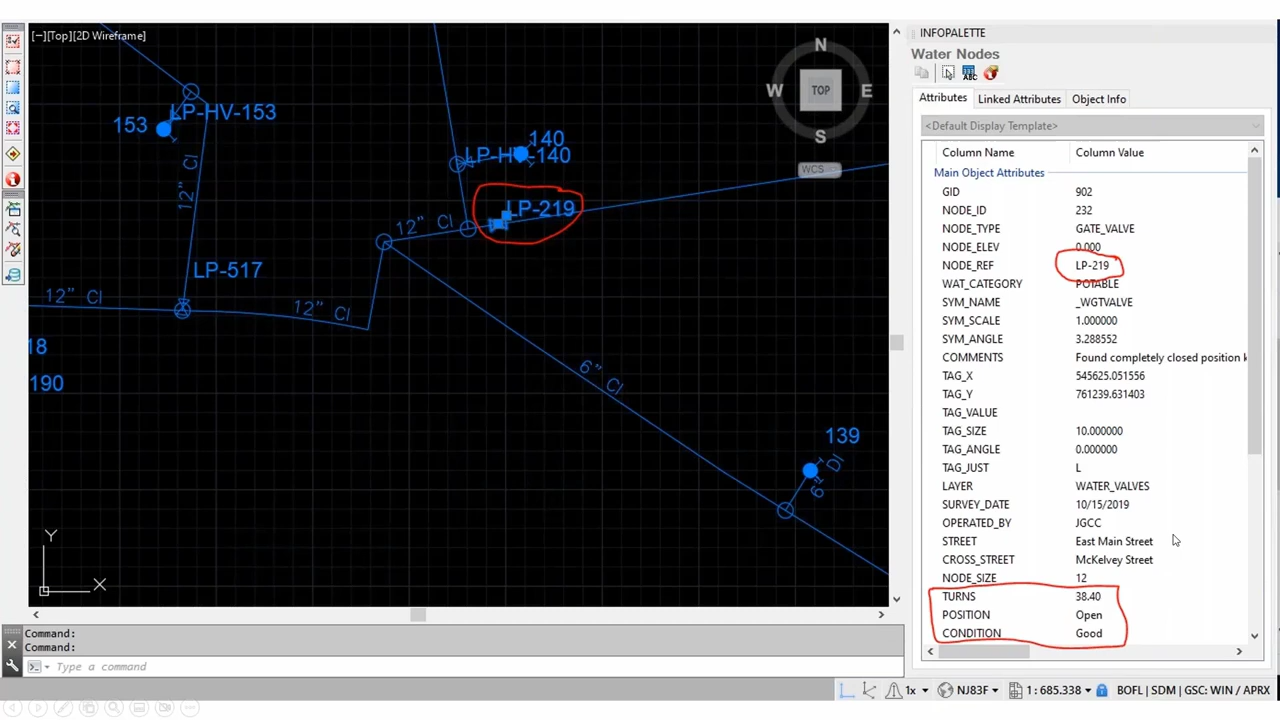 [−][Top][2D Wireframe]
N
W
TOP
E
S
WCS
LP-HV-153
153
12" CI
LP-517
12" CI
12" CI
18
190
140
LP-HV-140
LP-219
12" CI
6" CI
139
6" DI
Y
X
Command:
Command:
Type a command
INFOPALETTE
Water Nodes
ABC
Attributes
Linked Attributes
Object Info
<Default Display Template>
Column Name Column Value
Main Object Attributes
GID 902
NODE_ID 232
NODE_TYPE GATE_VALVE
NODE_ELEV 0.000
NODE_REF LP-219
WAT_CATEGORY POTABLE
SYM_NAME _WGTVALVE
SYM_SCALE 1.000000
SYM_ANGLE 3.288552
COMMENTS Found completely closed position k
TAG_X 545625.051556
TAG_Y 761239.631403
TAG_VALUE
TAG_SIZE 10.000000
TAG_ANGLE 0.000000
TAG_JUST L
LAYER WATER_VALVES
SURVEY_DATE 10/15/2019
OPERATED_BY JGCC
STREET East Main Street
CROSS_STREET McKelvey Street
NODE_SIZE 12
TURNS 38.40
POSITION Open
CONDITION Good
1x
NJ83F
1 : 685.338
BOFL | SDM | GSC: WIN / APRX